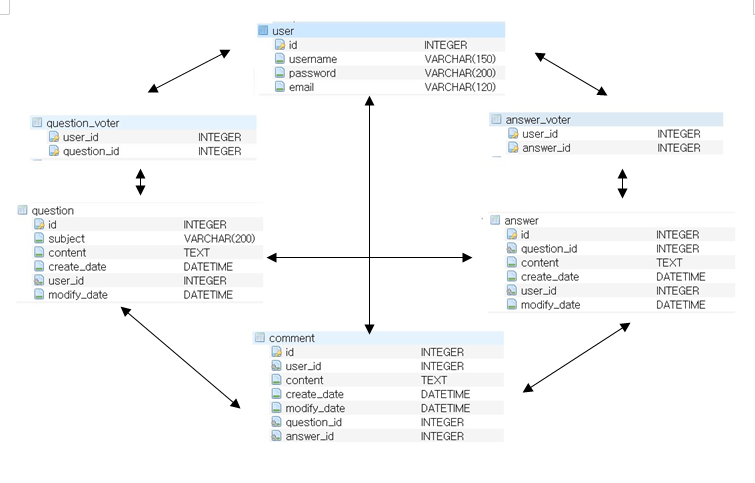 user
id INTEGER
username VARCHAR(150)
password VARCHAR(200)
email VARCHAR(120)
question_voter
user_id INTEGER
question_id INTEGER
answer_voter
user_id INTEGER
answer_id INTEGER
question
id INTEGER
subject VARCHAR(200)
content TEXT
create_date DATETIME
user_id INTEGER
modify_date DATETIME
answer
id INTEGER
question_id INTEGER
content TEXT
create_date DATETIME
user_id INTEGER
modify_date DATETIME
comment
id INTEGER
user_id INTEGER
content TEXT
create_date DATETIME
modify_date DATETIME
question_id INTEGER
answer_id INTEGER